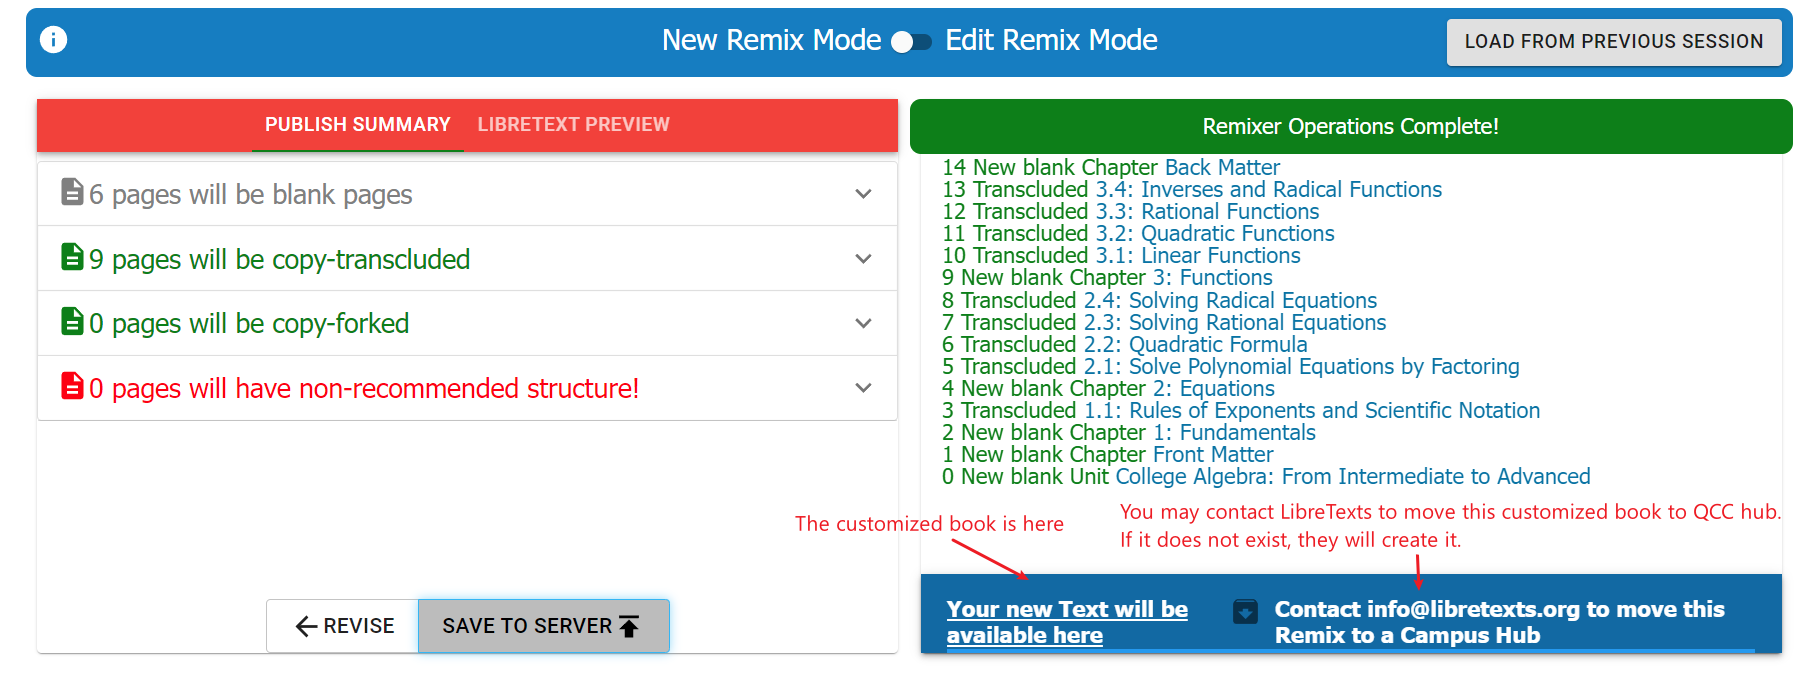 New Remix Mode Edit Remix Mode
LOAD FROM PREVIOUS SESSION
PUBLISH SUMMARY LIBRETEXT PREVIEW
6 pages will be blank pages
9 pages will be copy-transcluded
0 pages will be copy-forked
0 pages will have non-recommended structure!
REVISE
SAVE TO SERVER
Remixer Operations Complete!
14 New blank Chapter Back Matter
13 Transcluded 3.4: Inverses and Radical Functions
12 Transcluded 3.3: Rational Functions
11 Transcluded 3.2: Quadratic Functions
10 Transcluded 3.1: Linear Functions
9 New blank Chapter 3: Functions
8 Transcluded 2.4: Solving Radical Equations
7 Transcluded 2.3: Solving Rational Equations
6 Transcluded 2.2: Quadratic Formula
5 Transcluded 2.1: Solve Polynomial Equations by Factoring
4 New blank Chapter 2: Equations
3 Transcluded 1.1: Rules of Exponents and Scientific Notation
2 New blank Chapter 1: Fundamentals
1 New blank Chapter Front Matter
0 New blank Unit College Algebra: From Intermediate to Advanced
The customized book is here
You may contact LibreTexts to move this customized book to QCC hub.
If it does not exist, they will create it.
Your new Text will be
available here
Contact info@libretexts.org to move this
Remix to a Campus Hub